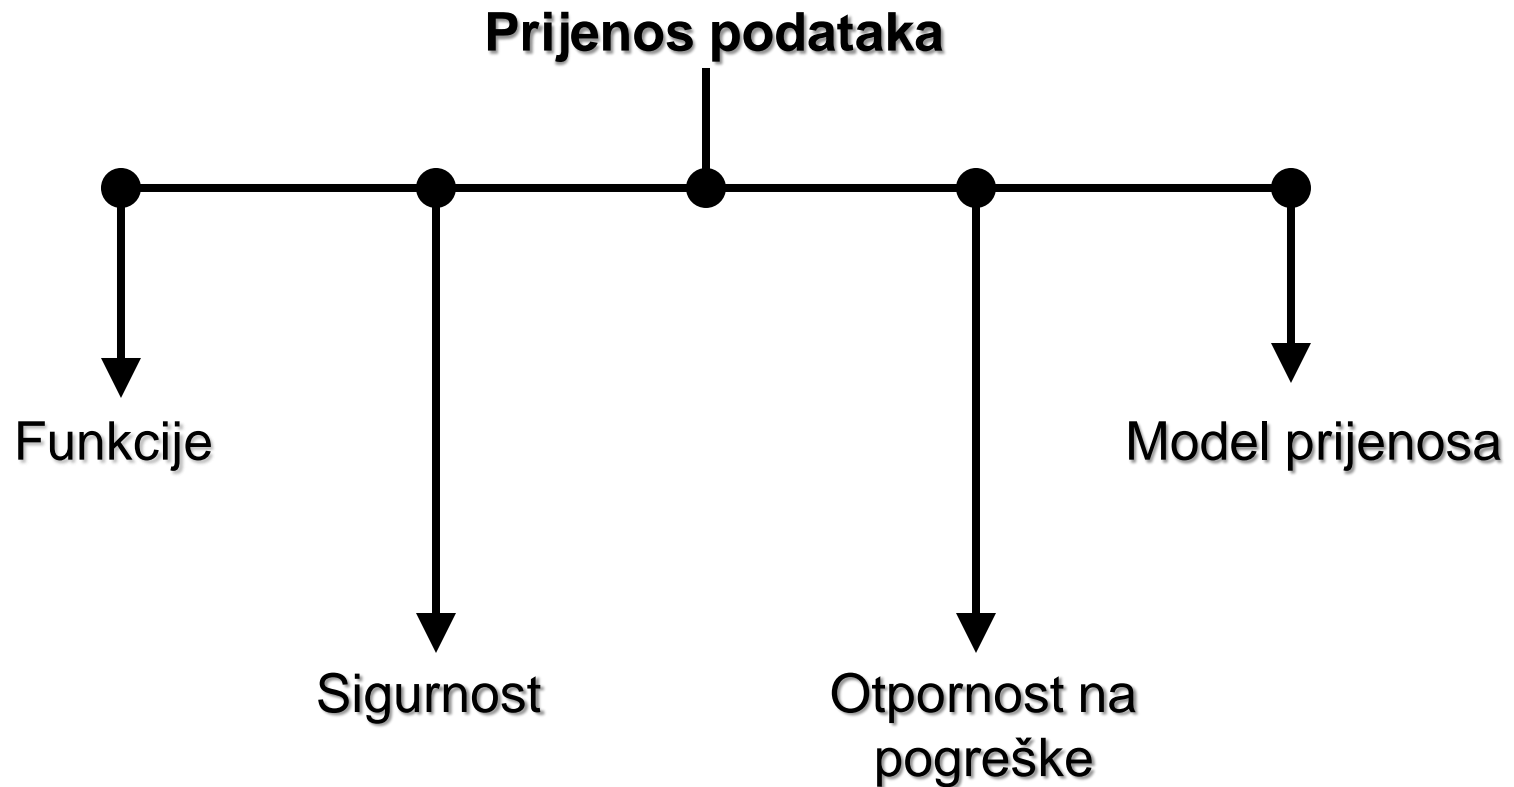 Prijenos podataka
Funkcije
Model prijenosa
Sigurnost
Otpornost na
pogreške